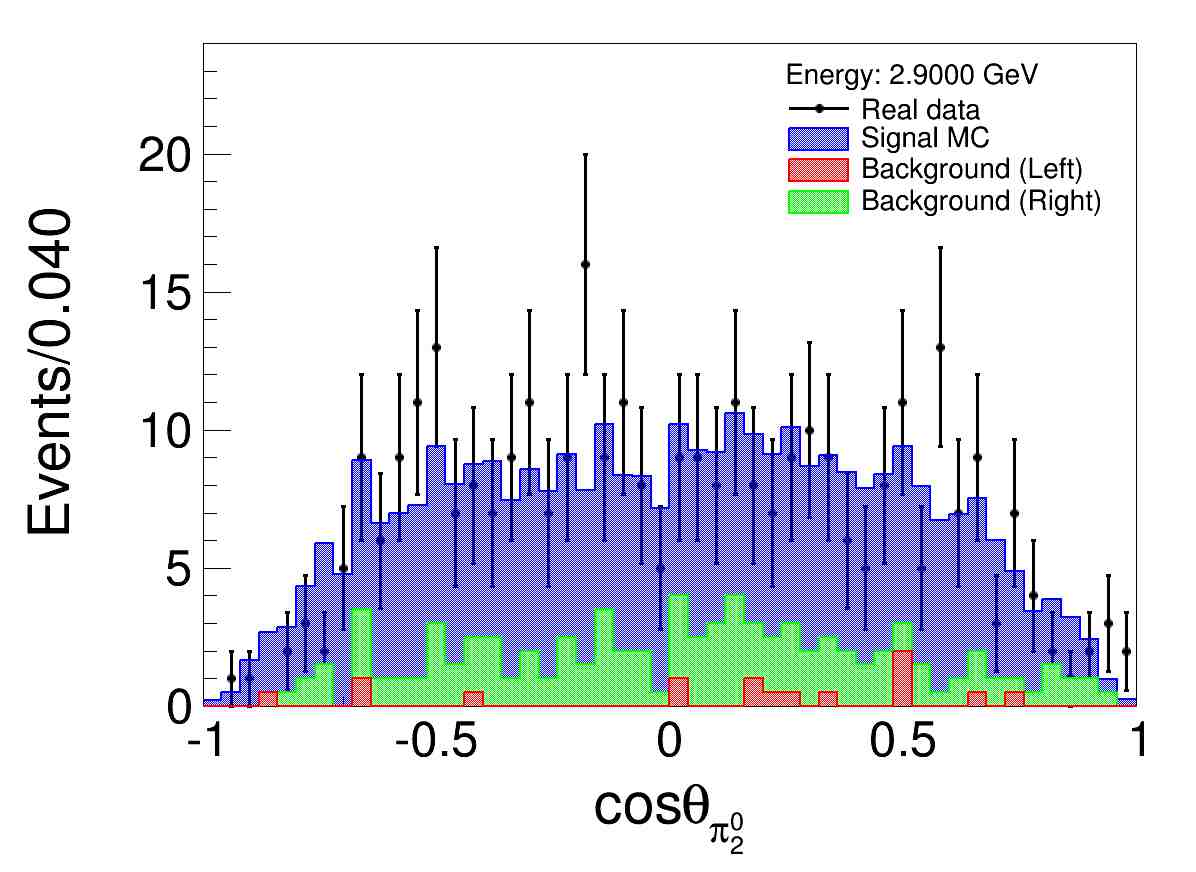 Energy: 2.9000 GeV
Real data
Signal MC
Background (Left)
Background (Right)
Events/0.040
20
15
10
5
0
-1
-0.5
0
0.5
1
cosθπ⁰₂